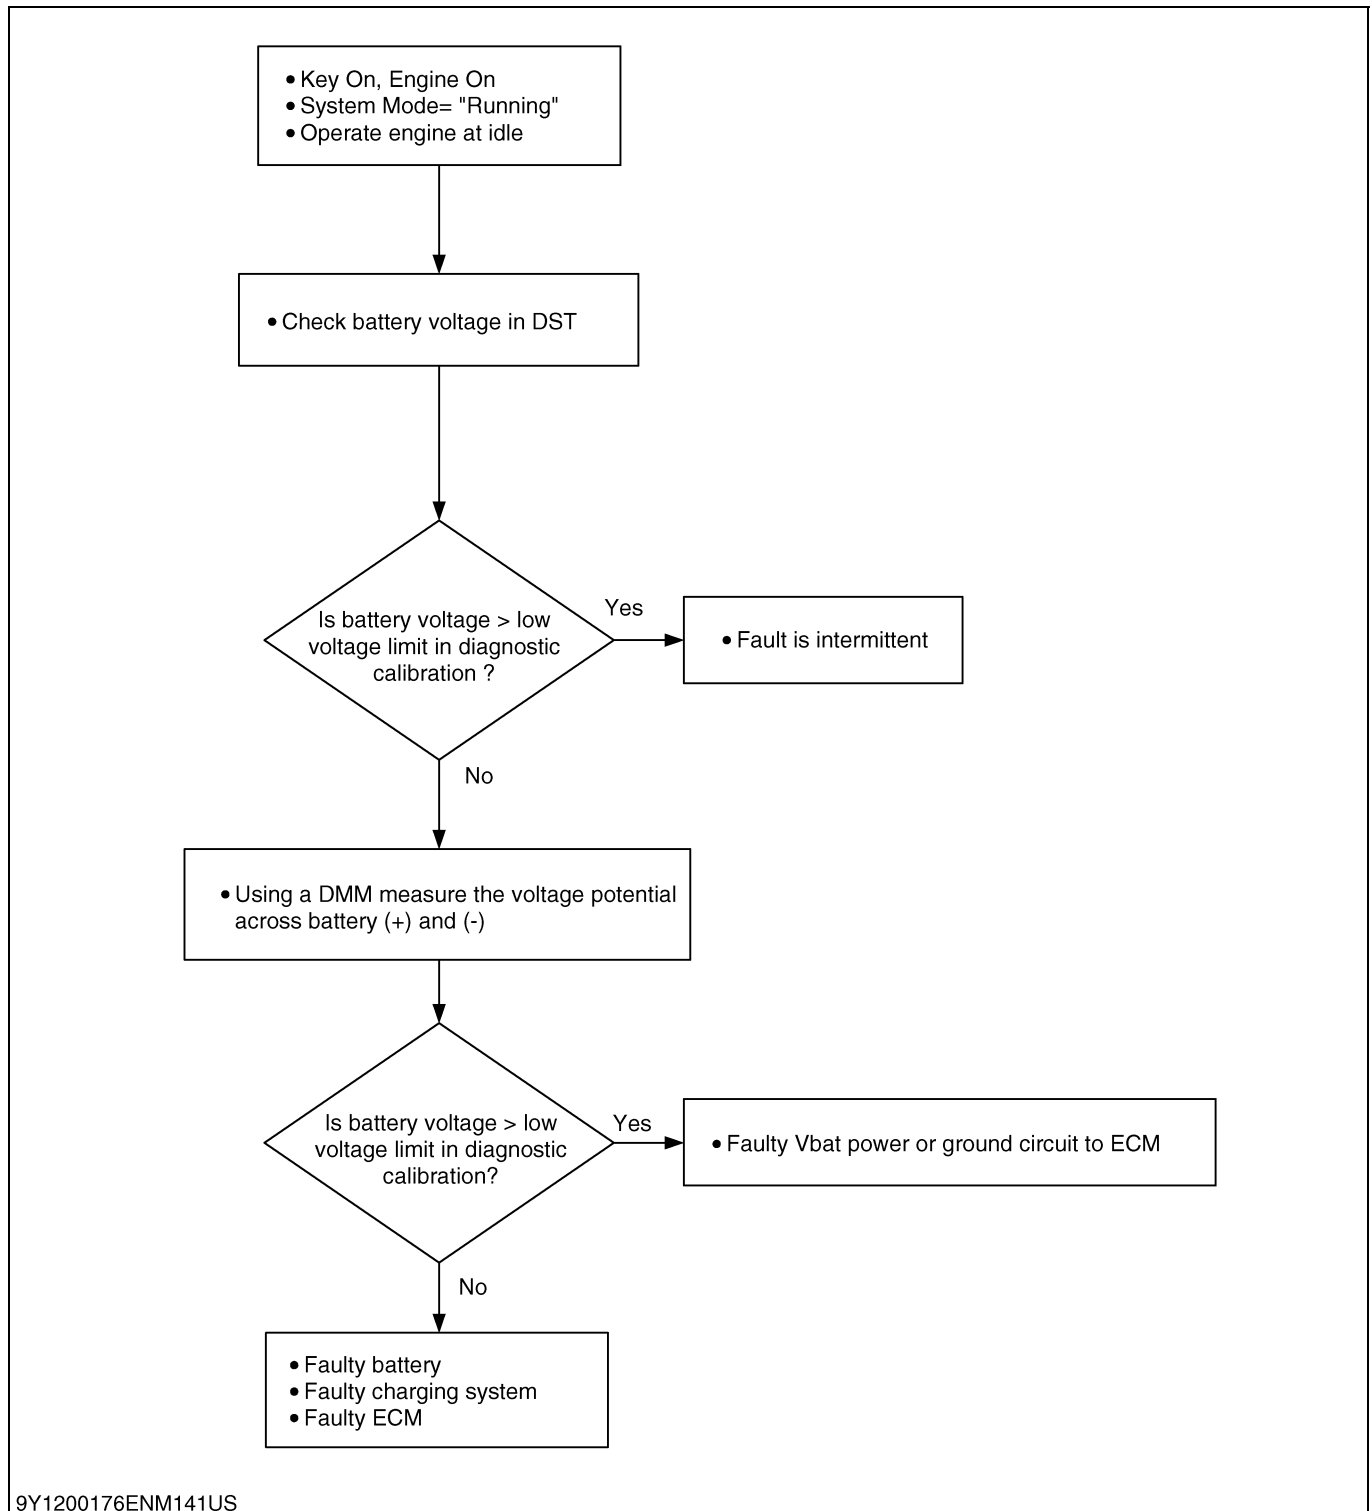 • Key On, Engine On
• System Mode= "Running"
• Operate engine at idle
• Check battery voltage in DST
Is battery voltage > low
voltage limit in diagnostic
calibration ?
Yes
• Fault is intermittent
No
• Using a DMM measure the voltage potential
across battery (+) and (-)
Is battery voltage > low
voltage limit in diagnostic
calibration?
Yes
• Faulty Vbat power or ground circuit to ECM
No
• Faulty battery
• Faulty charging system
• Faulty ECM
9Y1200176ENM141US